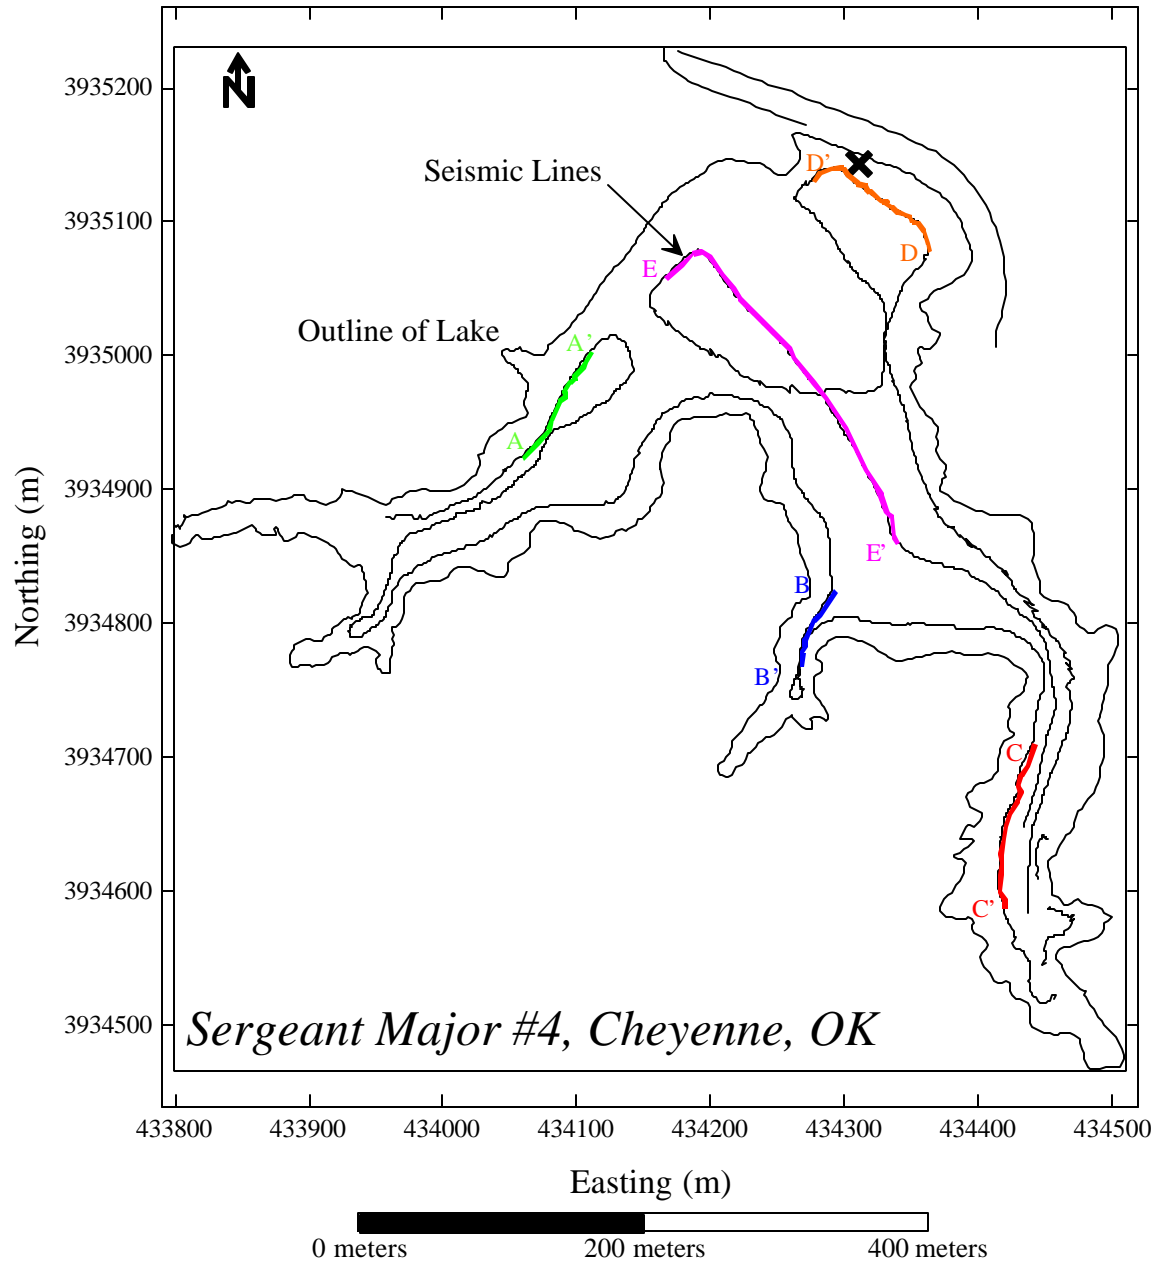 N
3935200
D’
Seismic Lines
3935100
D
E
Outline of Lake
A’
3935000
A
3934900
E’
B
3934800
B’
3934700
C
3934600
C’
3934500
Sergeant Major #4, Cheyenne, OK
Northing (m)
433800 433900 434000 434100 434200 434300 434400 434500
Easting (m)
0 meters 200 meters 400 meters